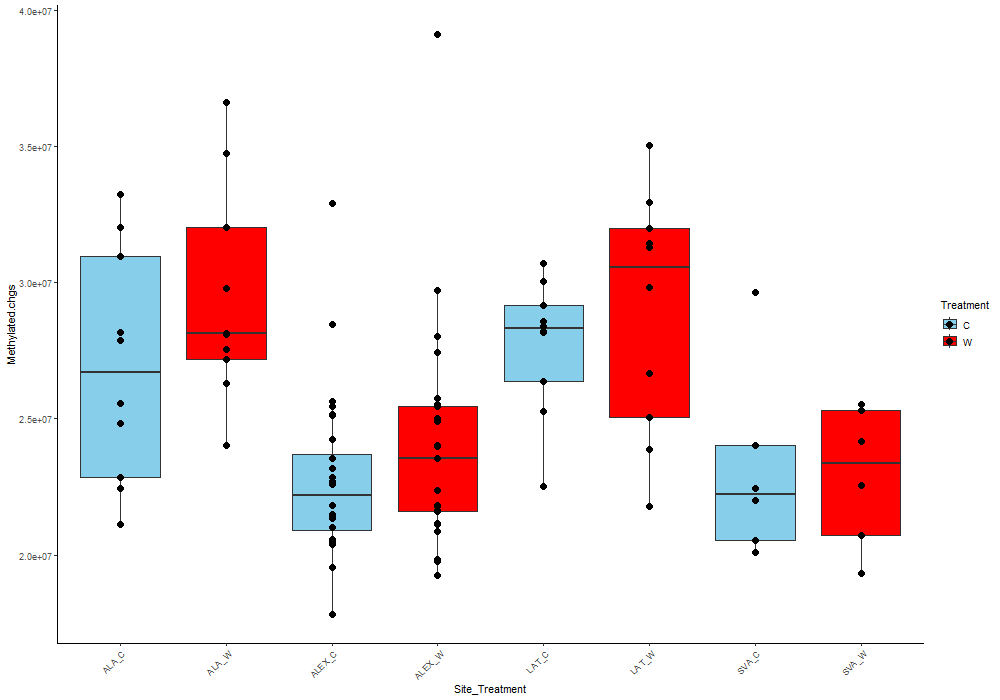 4.0e+07
3.5e+07
3.0e+07
2.5e+07
2.0e+07
Methylated.chgs
ALA_C
ALA_W
ALEX_C
ALEX_W
LAT_C
LAT_W
SVA_C
SVA_W
Site_Treatment
Treatment
C
W